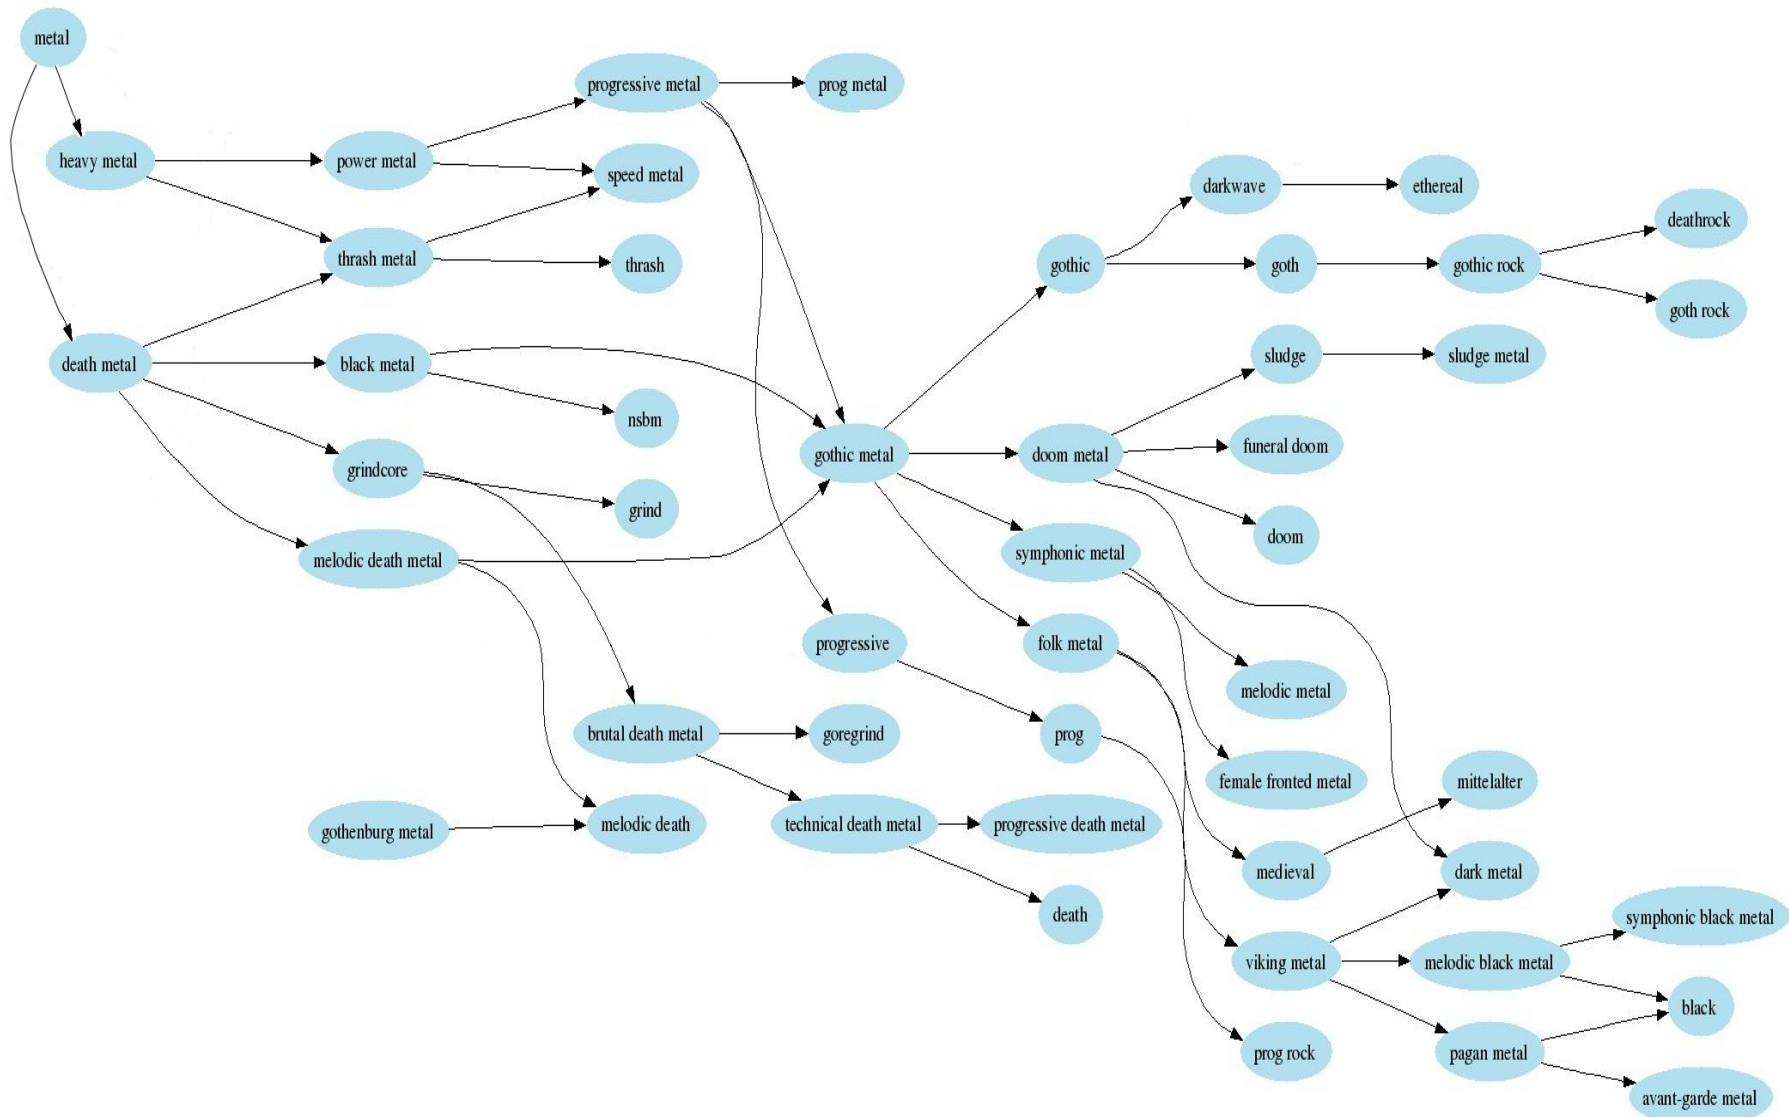 metal
progressive metal
prog metal
heavy metal
power metal
speed metal
darkwave
ethereal
deathrock
thrash metal
thrash
gothic
goth
gothic rock
goth rock
death metal
black metal
sludge
sludge metal
nsbm
gothic metal
doom metal
funeral doom
grindcore
grind
doom
melodic death metal
symphonic metal
progressive
folk metal
melodic metal
brutal death metal
goregrind
prog
female fronted metal
mittelalter
gothenburg metal
melodic death
technical death metal
progressive death metal
medieval
dark metal
death
symphonic black metal
viking metal
melodic black metal
black
prog rock
pagan metal
avant-garde metal